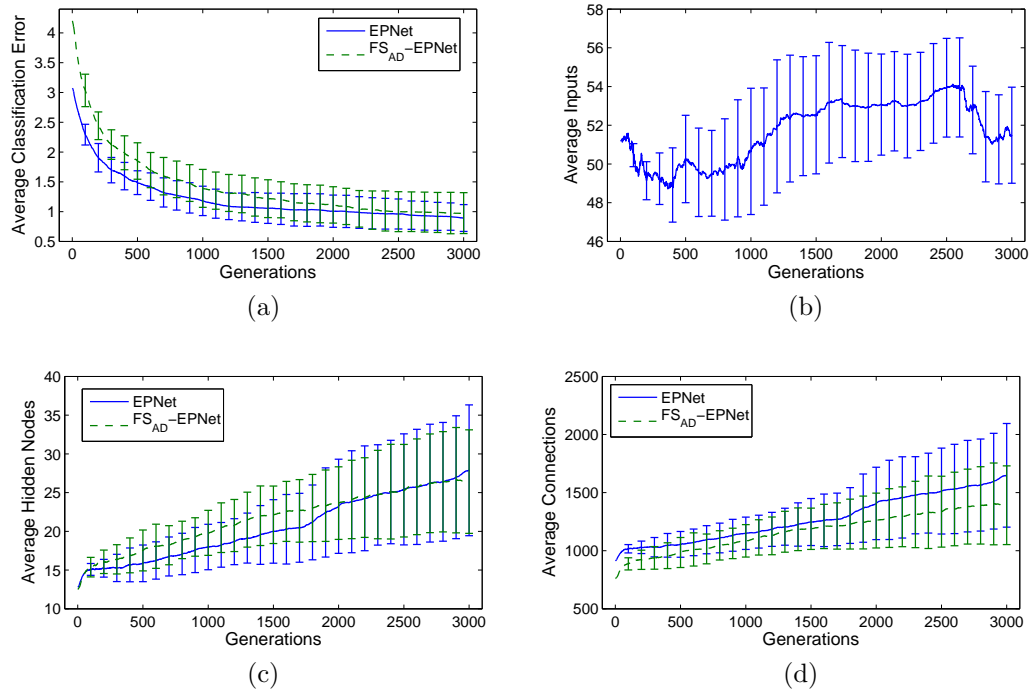 4
3.5
3
2.5
2
1.5
1
0.5
Average Classification Error
EPNet
FSAD−EPNet
0 500 1000 1500 2000 2500 3000
Generations
(a)
58
56
54
52
50
48
46
Average Inputs
0 500 1000 1500 2000 2500 3000
Generations
(b)
40
35
30
25
20
15
10
Average Hidden Nodes
EPNet
FSAD−EPNet
0 500 1000 1500 2000 2500 3000
Generations
(c)
2500
2000
1500
1000
500
Average Connections
EPNet
FSAD−EPNet
0 500 1000 1500 2000 2500 3000
Generations
(d)